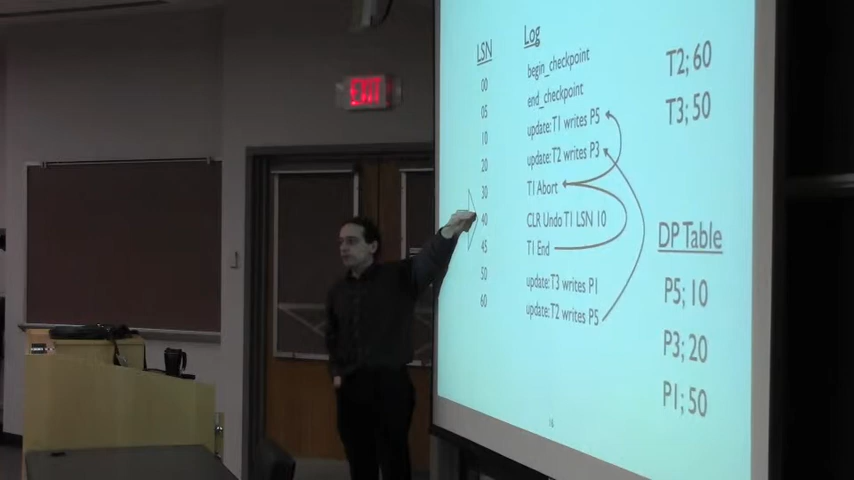 EXIT
LSN Log
00 begin_checkpoint
05 end_checkpoint
10 update: T1 writes P5
20 update: T2 writes P3
30 T1 Abort
40 CLR Undo T1 LSN 10
45 T1 End
50 update: T3 writes P1
60 update: T2 writes P5
T2; 60
T3; 50
DP Table
P5; 10
P3; 20
P1; 50